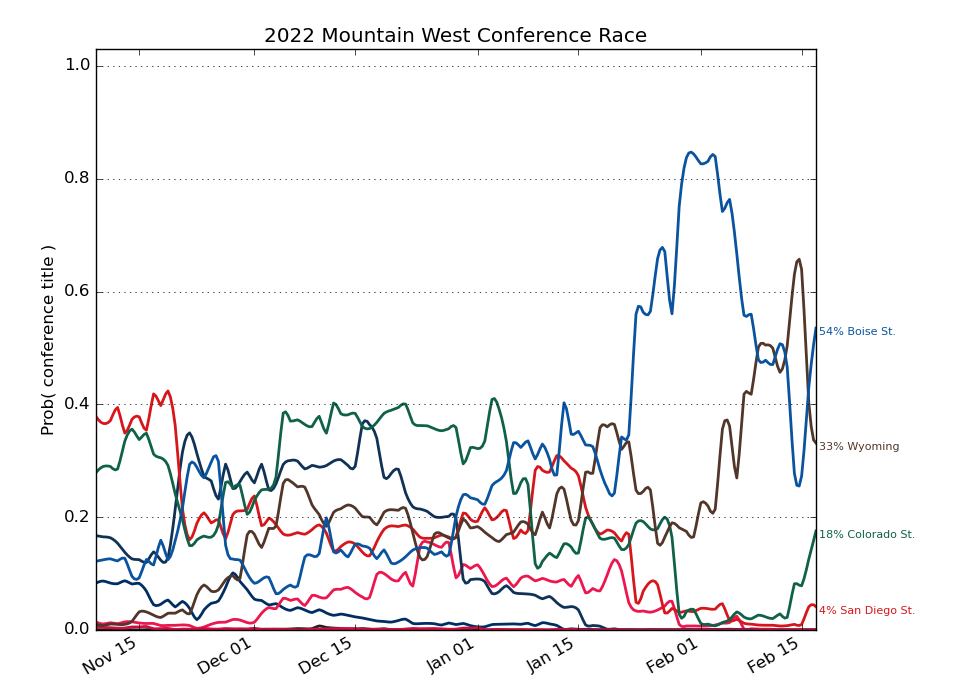 2022 Mountain West Conference Race
Prob( conference title )
1.0
0.8
0.6
0.4
0.2
0.0
54% Boise St.
33% Wyoming
18% Colorado St.
4% San Diego St.
Nov 15
Dec 01
Dec 15
Jan 01
Jan 15
Feb 01
Feb 15